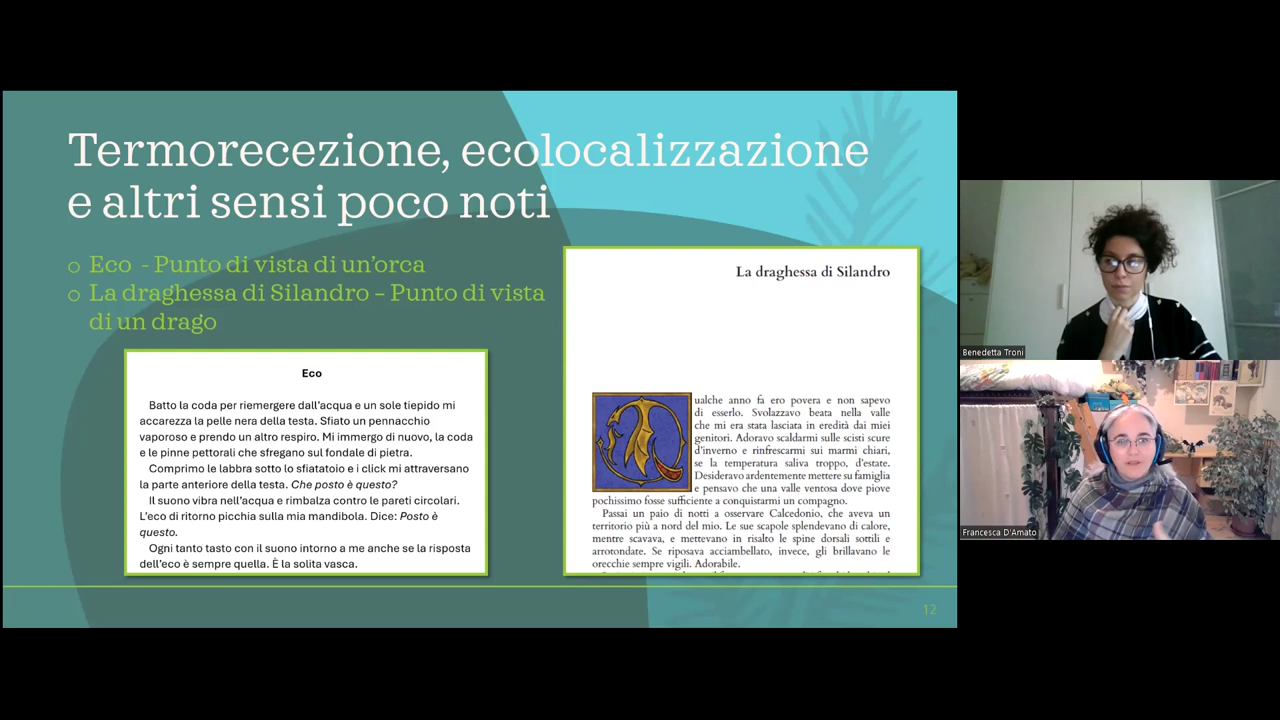 Termorecezione, ecolocalizzazione
e altri sensi poco noti
o Eco - Punto di vista di un'orca
o La draghessa di Silandro – Punto di vista
di un drago
Eco
Batto la coda per riemergere dall'acqua e un sole tiepido mi
accarezza la pelle nera della testa. Sfiato un pennacchio
vaporoso e prendo un altro respiro. Mi immergo di nuovo, la coda
e le pinne pettorali che sfregano sul fondale di pietra.
Comprimo le labbra sotto lo sfiatatoio e i click mi attraversano
la parte anteriore della testa. Che posto è questo?
Il suono vibra nell'acqua e rimbalza contro le pareti circolari.
L'eco di ritorno picchia sulla mia mandibola. Dice: Posto è
questo.
Ogni tanto tasto con il suono intorno a me anche se la risposta
dell'eco è sempre quella. È la solita vasca.
La draghessa di Silandro
Qualche anno fa ero povera e non sapevo
di esserlo. Svolazzavo beata nella valle
che mi era stata lasciata in eredità dai miei
genitori. Adoravo scaldarmi sulle scisti scure
d'inverno e rinfrescarmi sui marmi chiari,
se la temperatura saliva troppo, d'estate.
Desideravo ardentemente mettere su famiglia
e pensavo che una valle ventosa dove piove
pochissimo fosse sufficiente a conquistarmi un compagno.
Passai un paio di notti a osservare Calcedonio, che aveva un
territorio più a nord del mio. Le sue scapole splendevano di calore,
mentre scavava, e mettevano in risalto le spine dorsali sottili e
arrotondate. Se riposava acciambellato, invece, gli brillavano le
orecchie sempre vigili. Adorabile.
12
Benedetta Troni
Francesca D'Amato